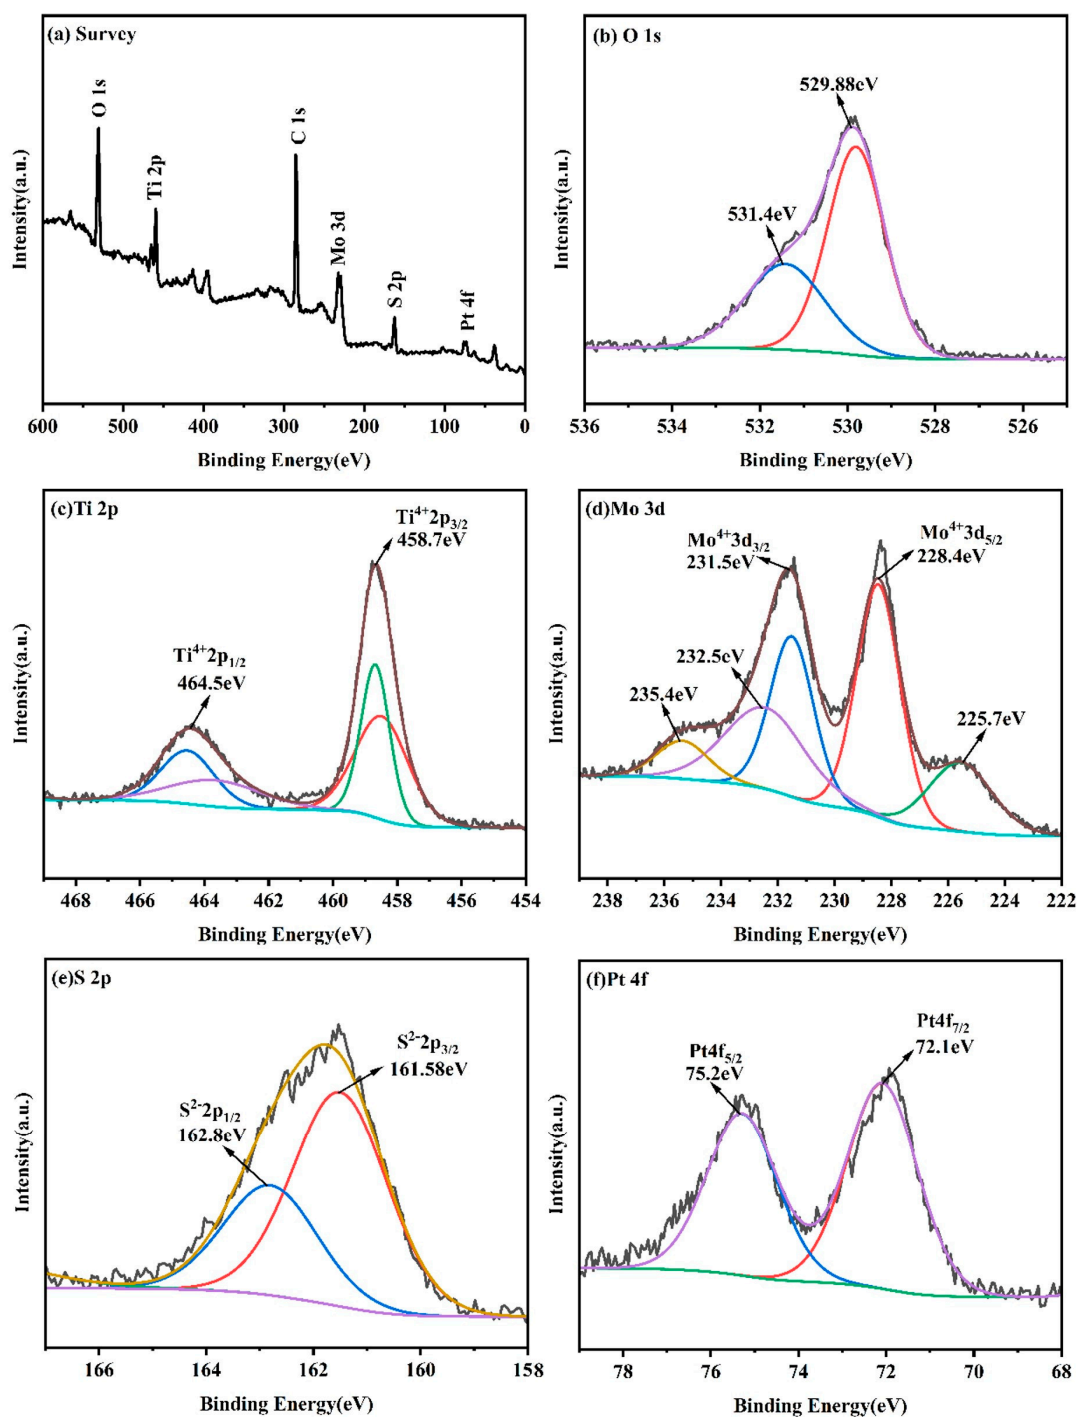 (a) Survey
O 1s
Ti 2p
C 1s
Mo 3d
S 2p
Pt 4f
Intensity(a.u.)
600 500 400 300 200 100 0
Binding Energy(eV)
(b) O 1s
529.88eV
531.4eV
Intensity(a.u.)
536 534 532 530 528 526
Binding Energy(eV)
(c)Ti 2p
Ti⁴⁺2p₃/₂
458.7eV
Ti⁴⁺2p₁/₂
464.5eV
Intensity(a.u.)
468 466 464 462 460 458 456 454
Binding Energy(eV)
(d)Mo 3d
Mo⁴⁺3d₃/₂
231.5eV
Mo⁴⁺3d₅/₂
228.4eV
232.5eV
235.4eV
225.7eV
Intensity(a.u.)
238 236 234 232 230 228 226 224 222
Binding Energy(eV)
(e)S 2p
S²⁻2p₃/₂
161.58eV
S²⁻2p₁/₂
162.8eV
Intensity(a.u.)
166 164 162 160 158
Binding Energy(eV)
(f)Pt 4f
Pt4f₇/₂
72.1eV
Pt4f₅/₂
75.2eV
Intensity(a.u.)
78 76 74 72 70 68
Binding Energy(eV)